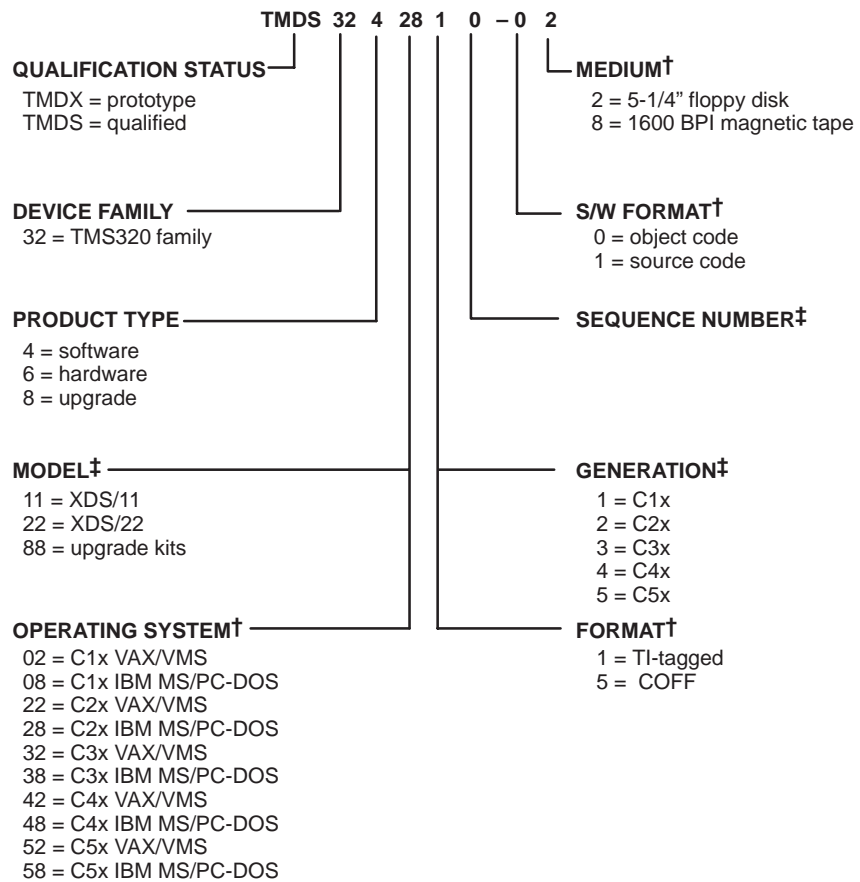 TMDS 32 4 28 1 0 – 0 2
QUALIFICATION STATUS
TMDX = prototype
TMDS = qualified
DEVICE FAMILY
32 = TMS320 family
PRODUCT TYPE
4 = software
6 = hardware
8 = upgrade
MODEL‡
11 = XDS/11
22 = XDS/22
88 = upgrade kits
OPERATING SYSTEM†
02 = C1x VAX/VMS
08 = C1x IBM MS/PC-DOS
22 = C2x VAX/VMS
28 = C2x IBM MS/PC-DOS
32 = C3x VAX/VMS
38 = C3x IBM MS/PC-DOS
42 = C4x VAX/VMS
48 = C4x IBM MS/PC-DOS
52 = C5x VAX/VMS
58 = C5x IBM MS/PC-DOS
MEDIUM†
2 = 5-1/4” floppy disk
8 = 1600 BPI magnetic tape
S/W FORMAT†
0 = object code
1 = source code
SEQUENCE NUMBER‡
GENERATION‡
1 = C1x
2 = C2x
3 = C3x
4 = C4x
5 = C5x
FORMAT†
1 = TI-tagged
5 = COFF